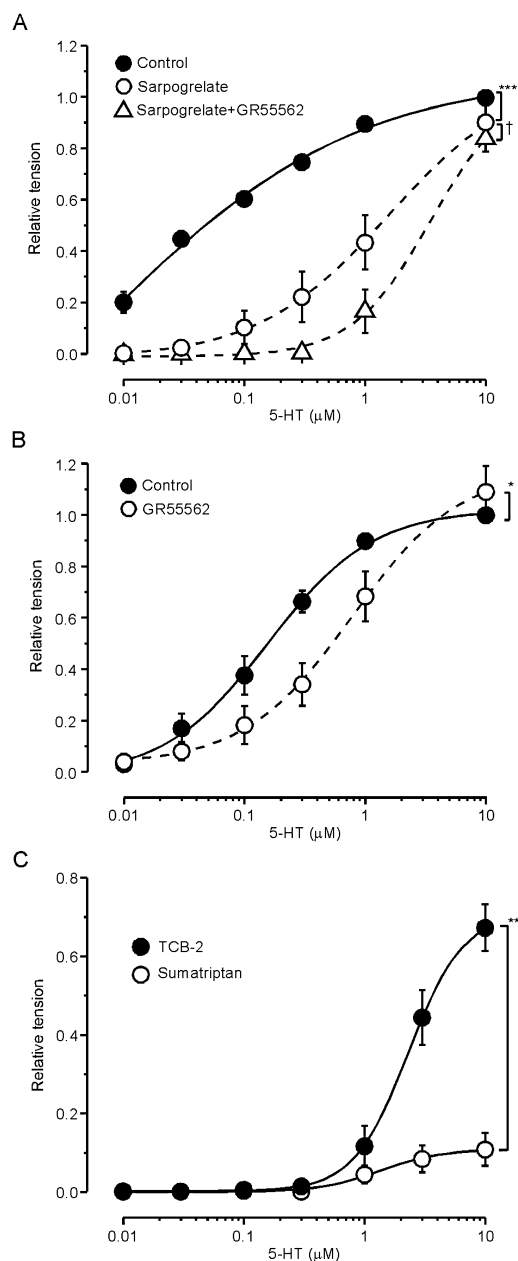 A
1.2
1.0
0.8
0.6
0.4
0.2
0.0
Relative tension
Control
Sarpogrelate
Sarpogrelate+GR55562
***
†
0.01 0.1 1 10
5-HT (μM)
B
1.2
1.0
0.8
0.6
0.4
0.2
0.0
Relative tension
Control
GR55562
*
0.01 0.1 1 10
5-HT (μM)
C
0.8
0.6
0.4
0.2
0.0
Relative tension
TCB-2
Sumatriptan
**
0.01 0.1 1 10
5-HT (μM)